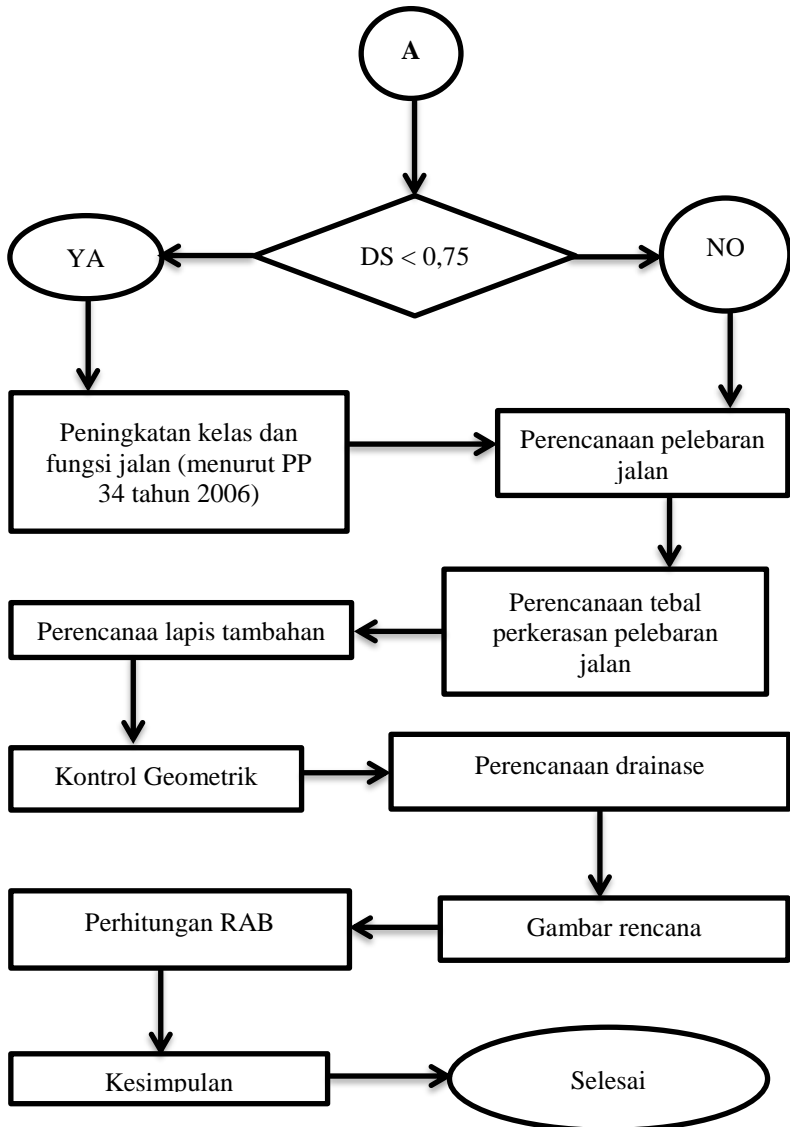 A
DS < 0,75
YA
NO
Peningkatan kelas dan
fungsi jalan (menurut PP
34 tahun 2006)
Perencanaan pelebaran
jalan
Perencanaan tebal
perkerasan pelebaran
jalan
Perencanaa lapis tambahan
Kontrol Geometrik
Perencanaan drainase
Gambar rencana
Perhitungan RAB
Kesimpulan
Selesai